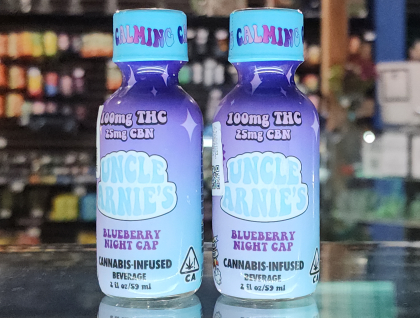 CALMING CA
100mg THC
25mg CBN
UNCLE
ARNIE'S
BLUEBERRY
NIGHT CAP
CANNABIS-INFUSED
BEVERAGE
2 fl oz/59 ml
CA
CALMING
100mg THC
25mg CBN
UNCLE
ARNIE'S
BLUEBERRY
NIGHT CAP
CANNABIS-INFUSED
BEVERAGE
2 fl oz/59 ml
CA